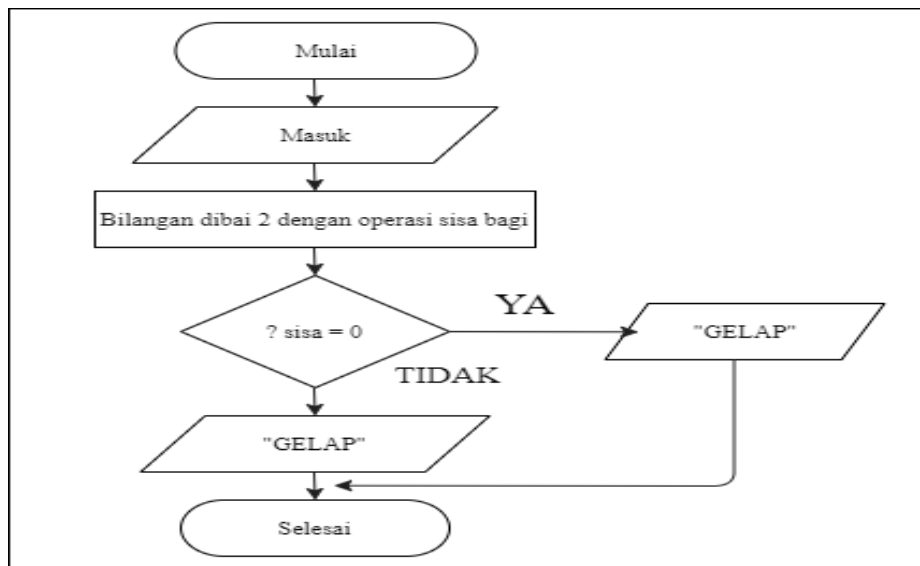 Mulai
Masuk
Bilangan dibai 2 dengan operasi sisa bagi
? sisa = 0
YA
"GELAP"
TIDAK
"GELAP"
Selesai